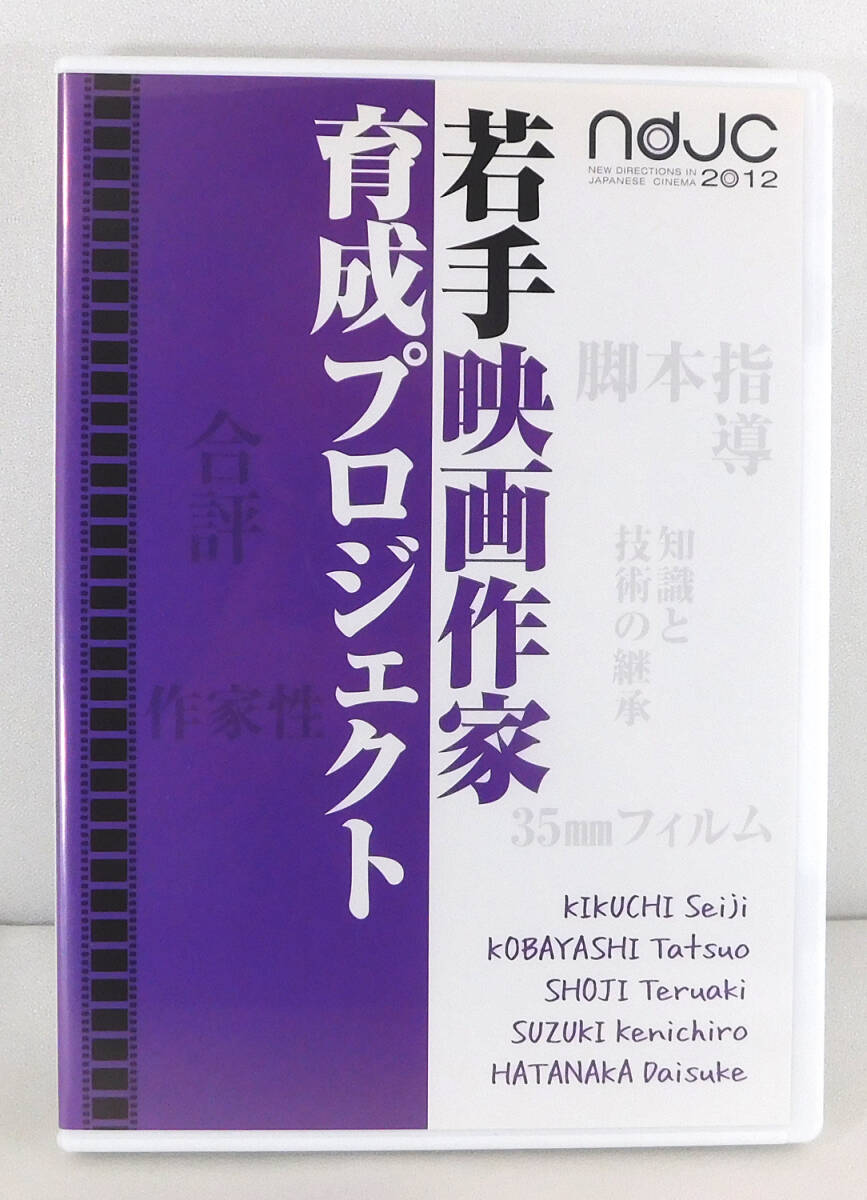 ndJC
NEW DIRECTIONS IN
JAPANESE CINEMA 2012
若手映画作家
育成プロジェクト
脚本指導
知識と
技術の継承
合評
作家性
35mmフィルム
KIKUCHI Seiji
KOBAYASHI Tatsuo
SHOJI Teruaki
SUZUKI Kenichiro
HATANAKA Daisuke